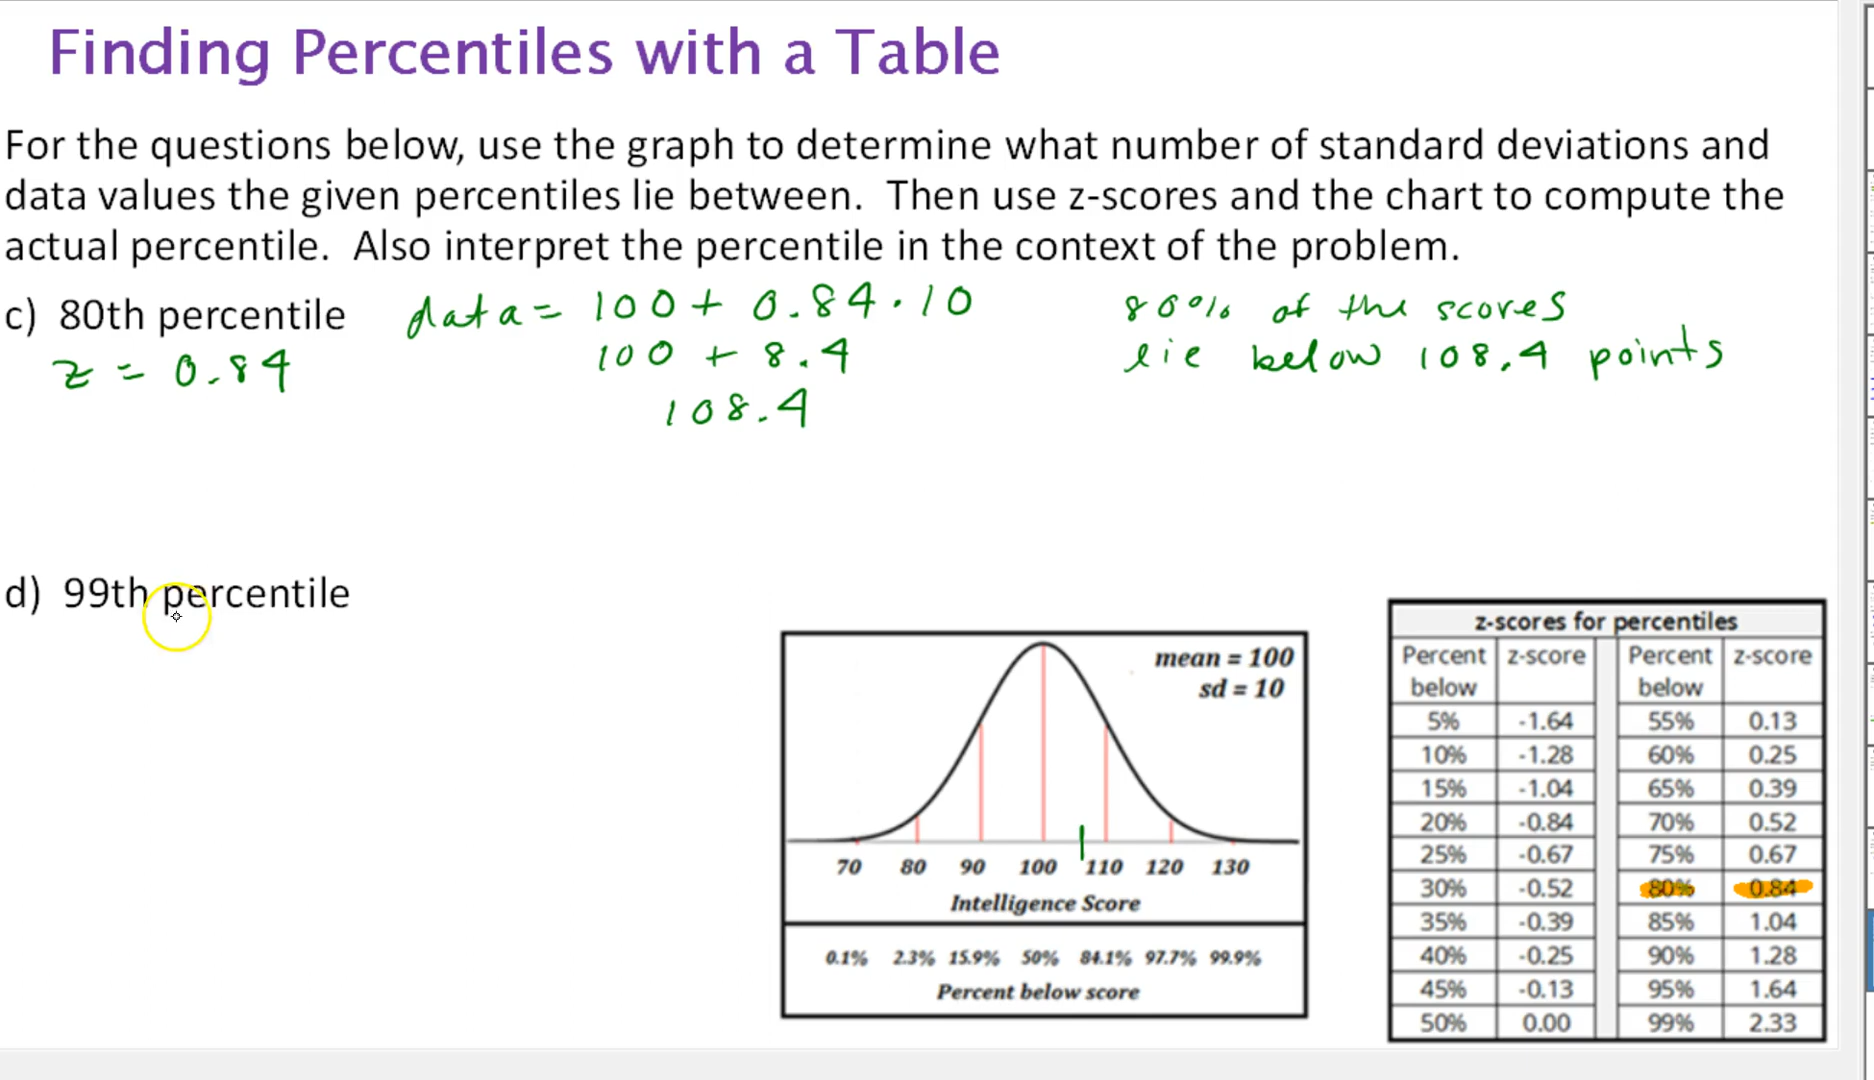 Finding Percentiles with a Table
For the questions below, use the graph to determine what number of standard deviations and
data values the given percentiles lie between. Then use z-scores and the chart to compute the
actual percentile. Also interpret the percentile in the context of the problem.
c) 80th percentile
z = 0.84
data = 100 + 0.84 · 10
100 + 8.4
108.4
80% of the scores
lie below 108.4 points
d) 99th percentile
mean = 100
sd = 10
70 80 90 100 110 120 130
Intelligence Score
0.1% 2.3% 15.9% 50% 84.1% 97.7% 99.9%
Percent below score
z-scores for percentiles
Percent below z-score Percent below z-score
5% -1.64 55% 0.13
10% -1.28 60% 0.25
15% -1.04 65% 0.39
20% -0.84 70% 0.52
25% -0.67 75% 0.67
30% -0.52 80% 0.84
35% -0.39 85% 1.04
40% -0.25 90% 1.28
45% -0.13 95% 1.64
50% 0.00 99% 2.33